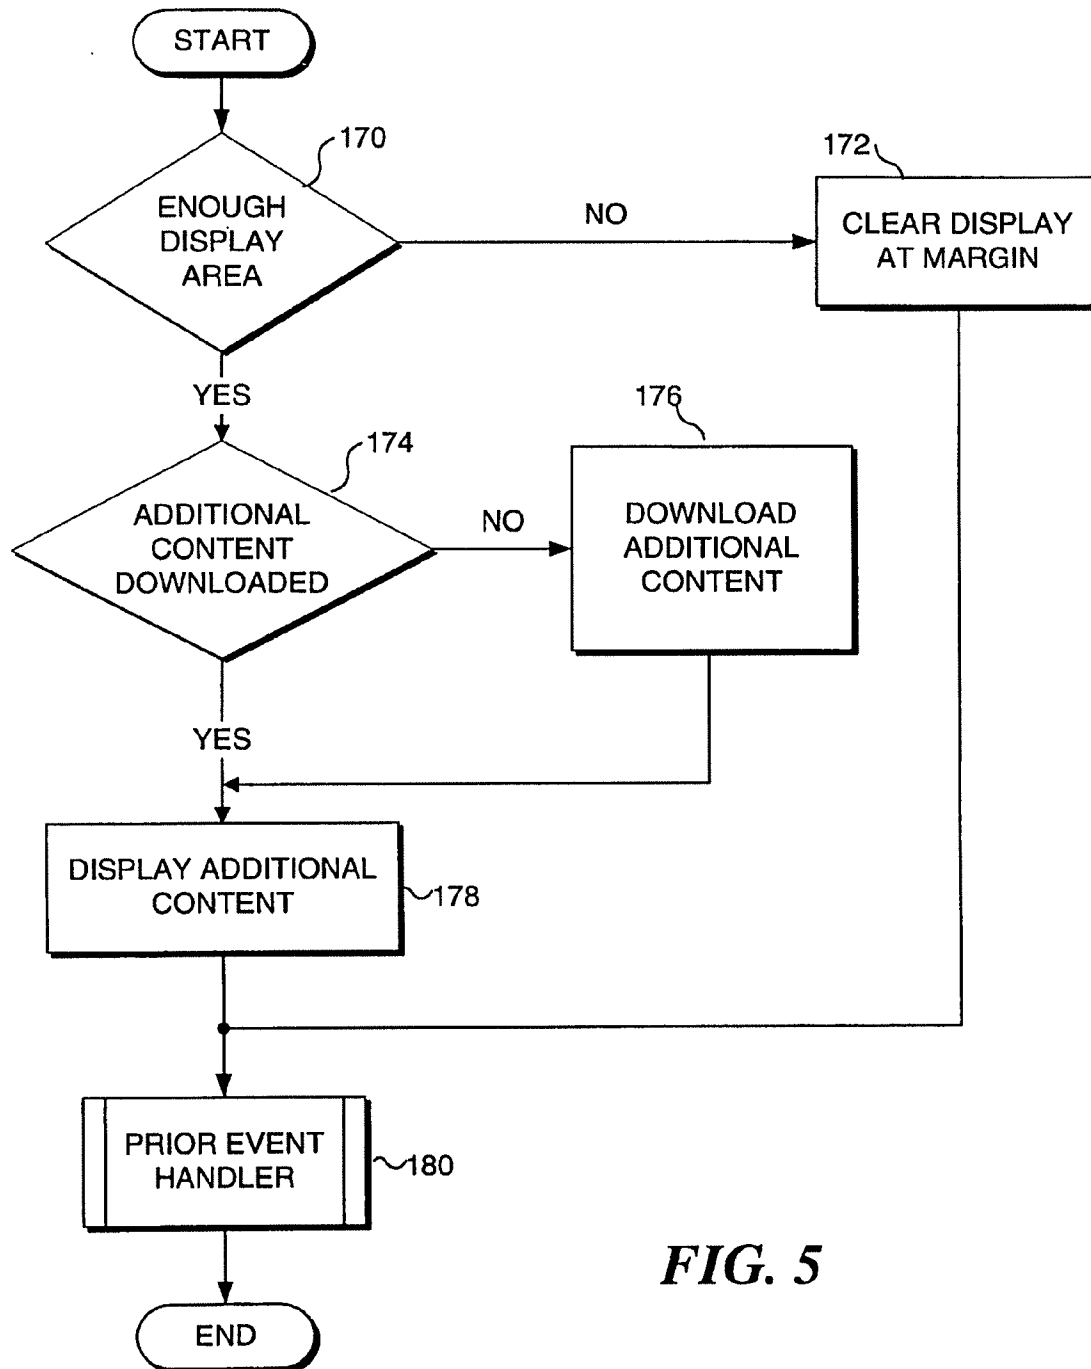 START
170
ENOUGH
DISPLAY
AREA
NO
172
CLEAR DISPLAY
AT MARGIN
YES
174
ADDITIONAL
CONTENT
DOWNLOADED
NO
176
DOWNLOAD
ADDITIONAL
CONTENT
YES
DISPLAY ADDITIONAL
CONTENT
178
PRIOR EVENT
HANDLER
180
END
FIG. 5